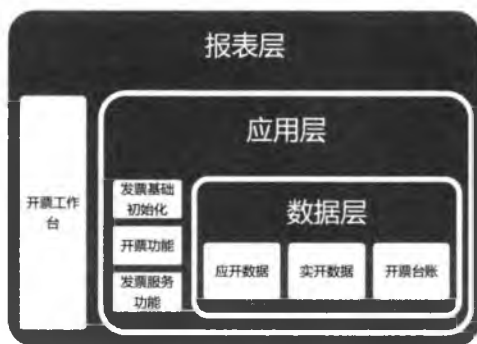 报表层
应用层
开票工作
台
发票基础
初始化
开票功能
发票服务
功能
数据层
应开数据
实开数据
开票台账